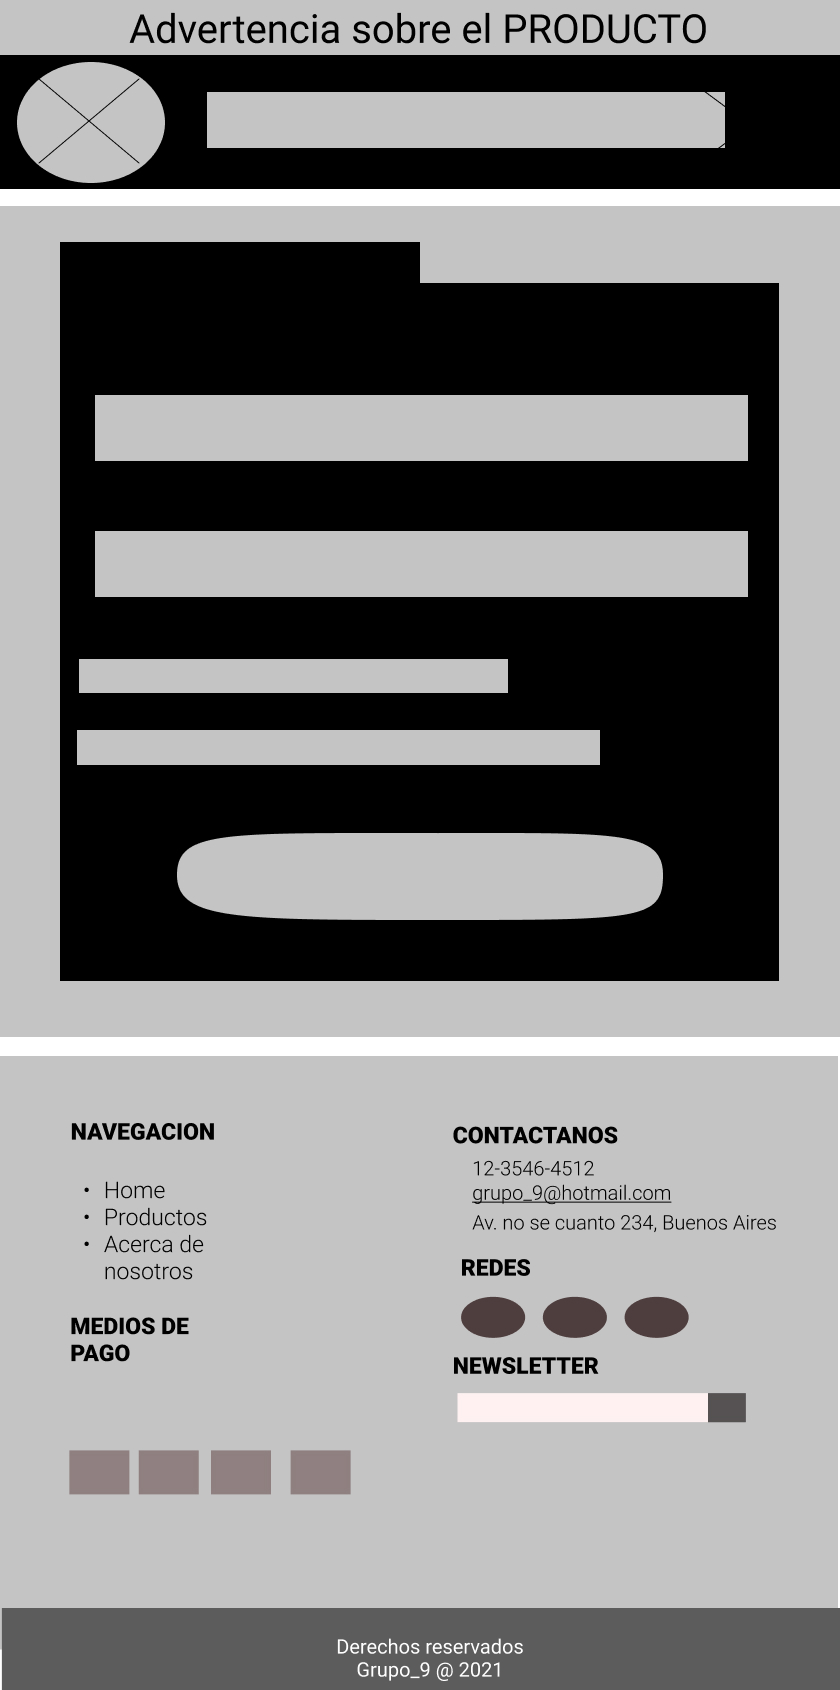 Advertencia sobre el PRODUCTO
NAVEGACION
• Home
• Productos
• Acerca de
nosotros
MEDIOS DE
PAGO
CONTACTANOS
12-3546-4512
grupo_9@hotmail.com
Av. no se cuanto 234, Buenos Aires
REDES
NEWSLETTER
Derechos reservados
Grupo_9 @ 2021